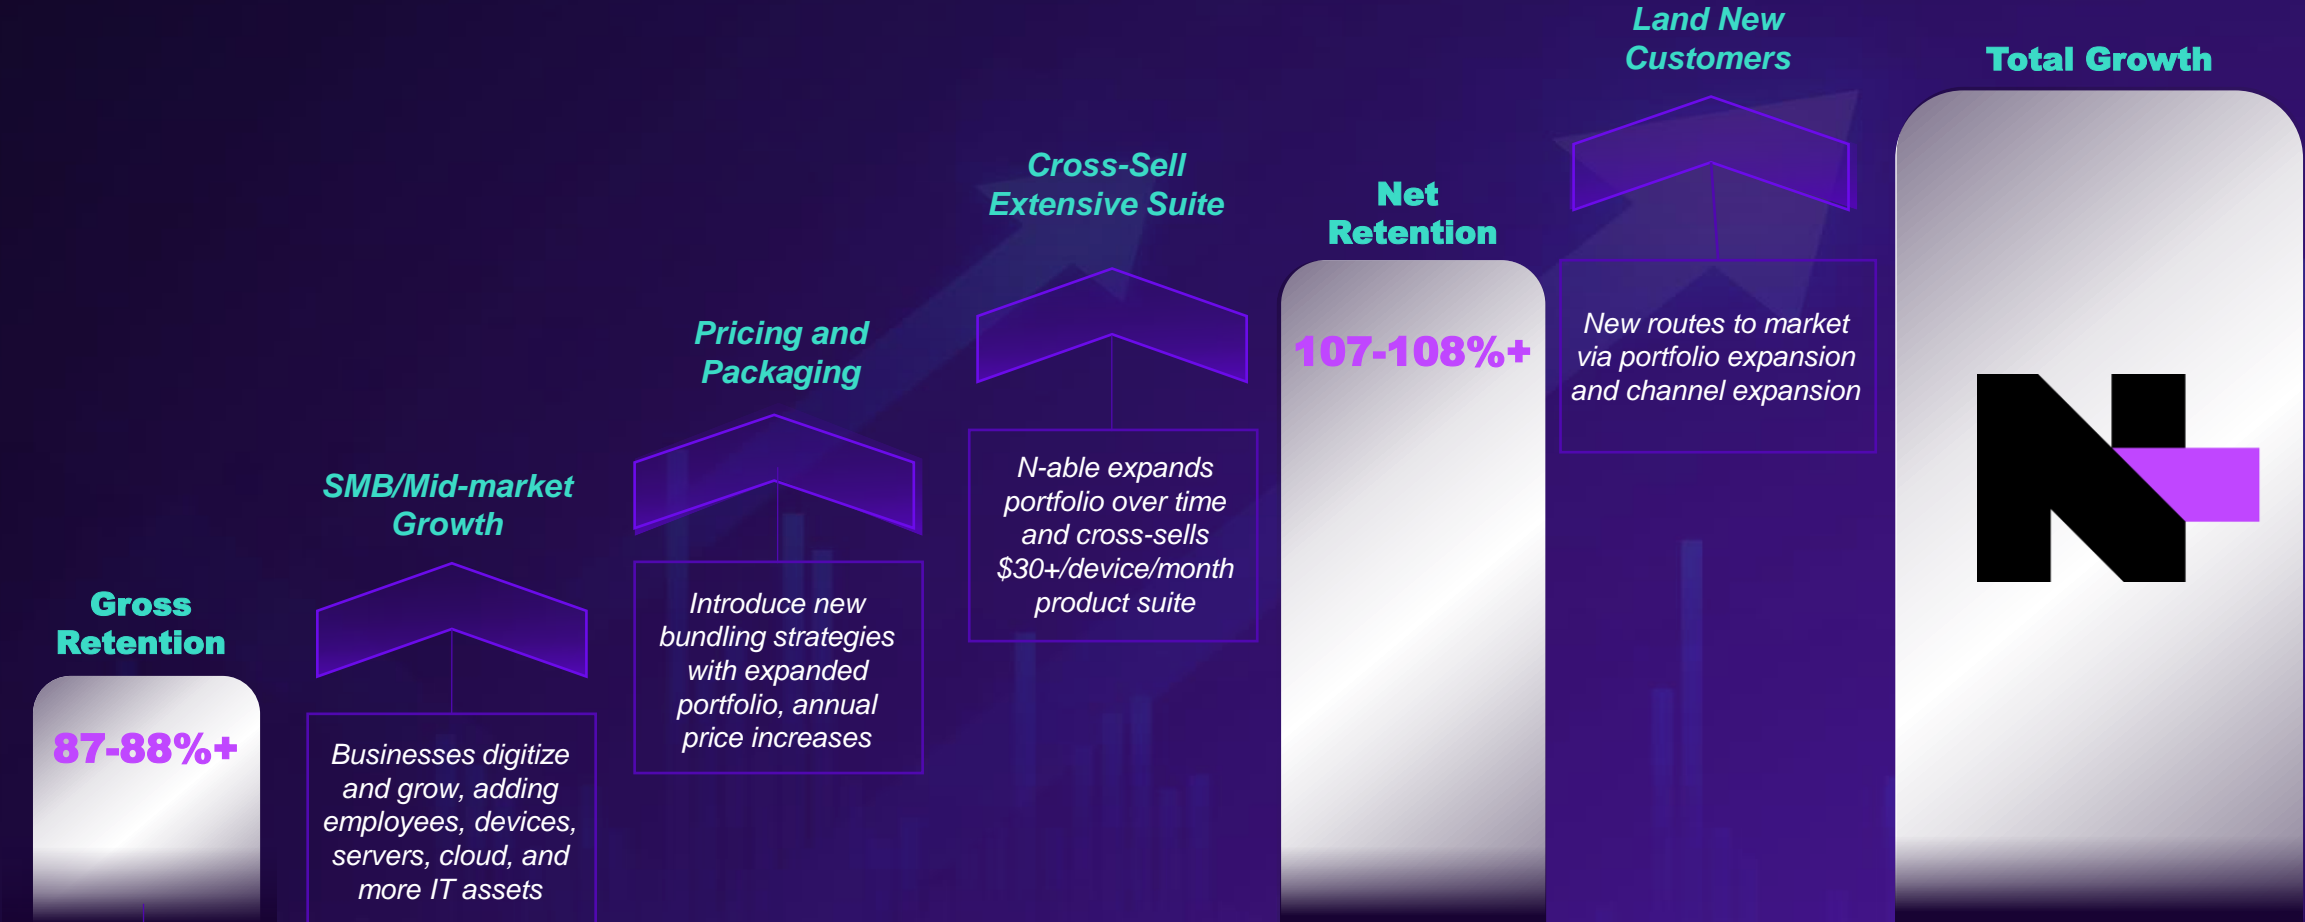 Gross
Retention
87-88%+
SMB/Mid-market
Growth
Businesses digitize
and grow, adding
employees, devices,
servers, cloud, and
more IT assets
Pricing and
Packaging
Introduce new
bundling strategies
with expanded
portfolio, annual
price increases
Cross-Sell
Extensive Suite
N-able expands
portfolio over time
and cross-sells
$30+/device/month
product suite
Net
Retention
107-108%+
Land New
Customers
New routes to market
via portfolio expansion
and channel expansion
Total Growth
N